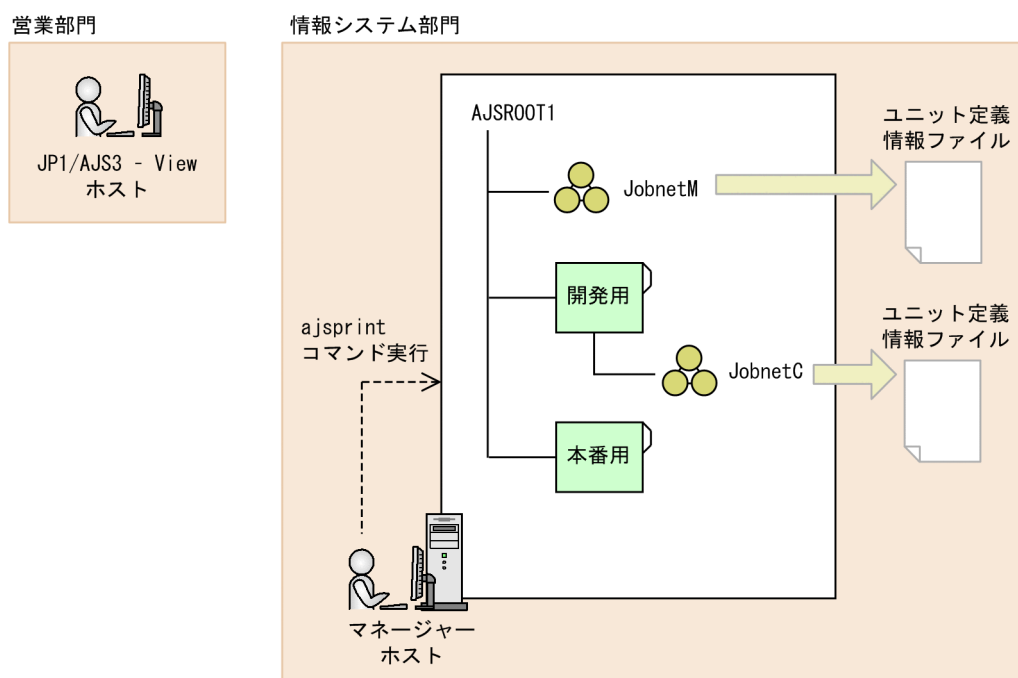 営業部門
JP1/AJS3 - View
ホスト
情報システム部門
AJSROOT1
JobnetM
ユニット定義
情報ファイル
開発用
JobnetC
ユニット定義
情報ファイル
本番用
ajsprint
コマンド実行
マネージャー
ホスト